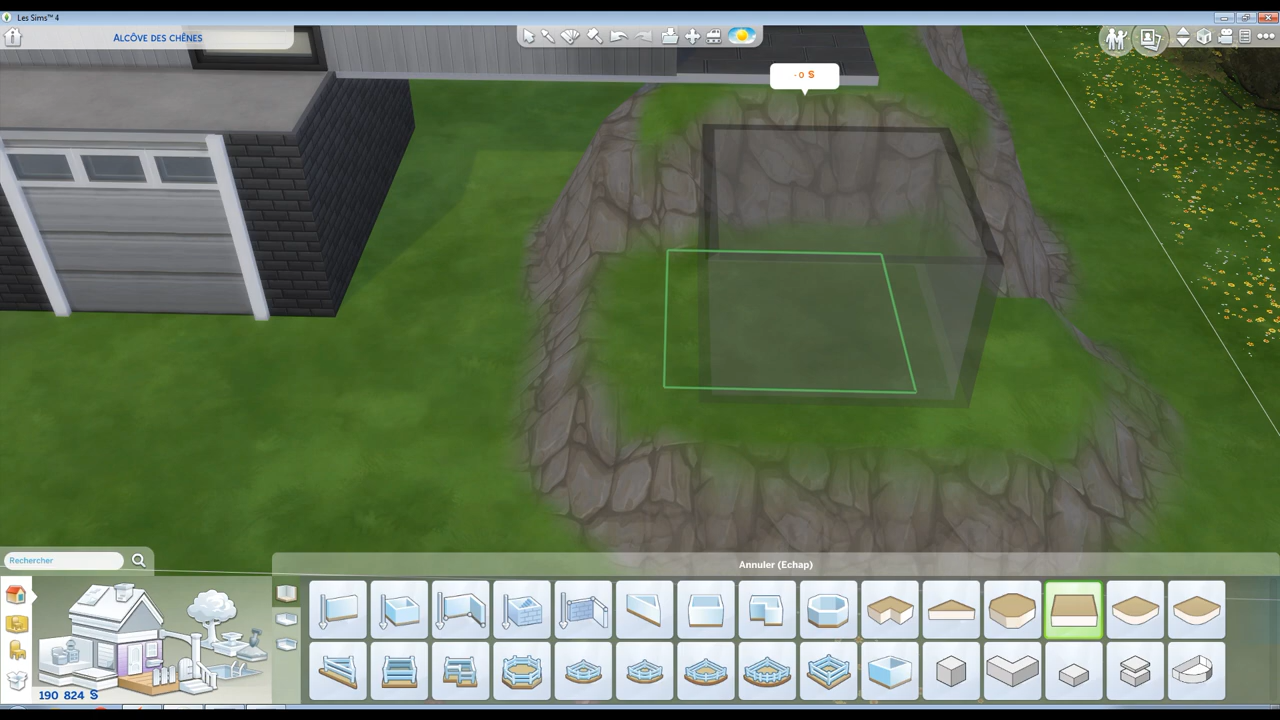 Les Sims™ 4
ALCÔVE DES CHÊNES
-0 $
Rechercher
Annuler (Echap)
190 824 $